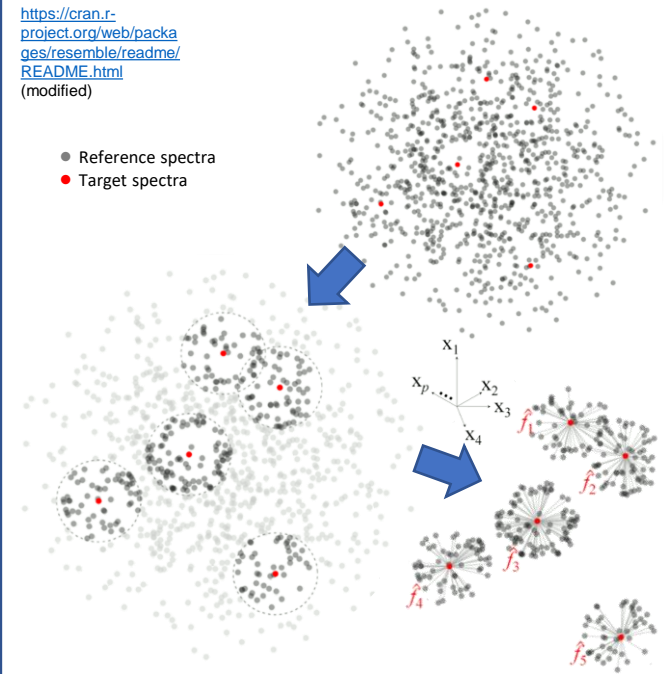 https://cran.r-
project.org/web/packa
ges/resemble/readme/
README.html
(modified)
Reference spectra
Target spectra
x1
xp
x2
x3
x4
f̂1
f̂2
f̂3
f̂4
f̂5